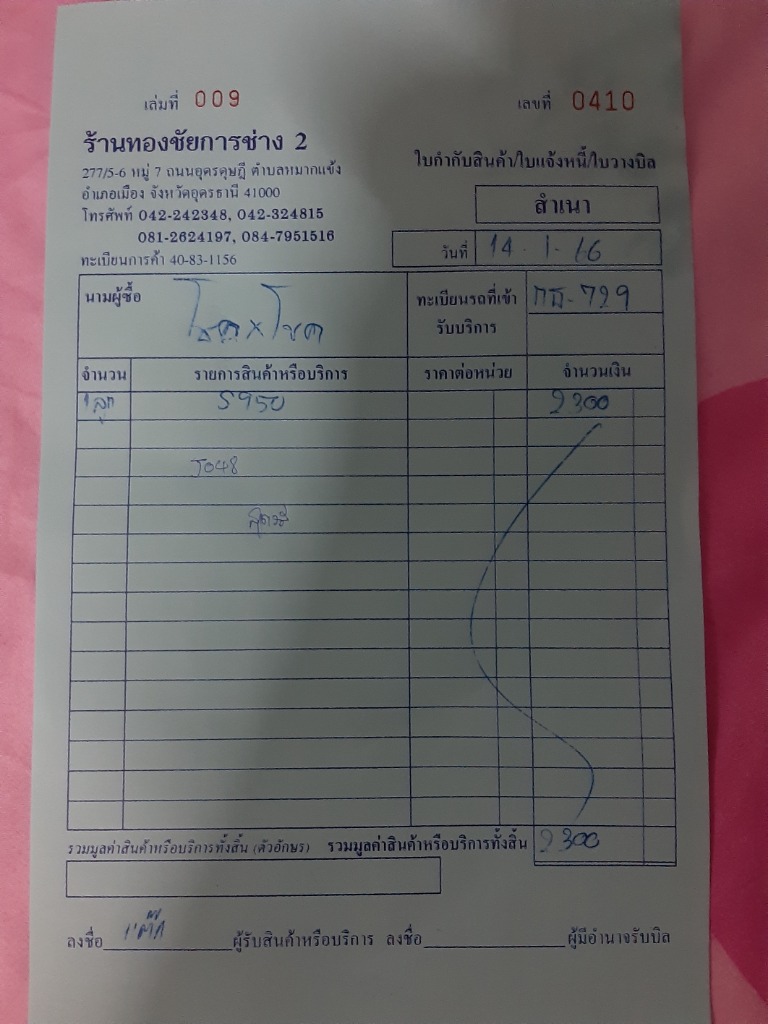 เล่มที่ 009 เลขที่ 0410
ร้านทองชัยการช่าง 2
277/5-6 หมู่ 7 ถนนอุดรดุษฎี ตำบลหมากแข้ง
อำเภอเมือง จังหวัดอุดรธานี 41000
โทรศัพท์ 042-242348, 042-324815
081-2624197, 084-7951516
ทะเบียนการค้า 40-83-1156
ใบกำกับสินค้า/ใบแจ้งหนี้/ใบวางบิล
สำเนา
วันที่ 14-1-16
นามผู้ซื้อ โชค x โชค
ทะเบียนรถที่เข้า
รับบริการ
กธ-729
จำนวน รายการสินค้าหรือบริการ ราคาต่อหน่วย จำนวนเงิน
1 ลูก S950 2300
J048
รวมมูลค่าสินค้าหรือบริการทั้งสิ้น (ตัวอักษร) รวมมูลค่าสินค้าหรือบริการทั้งสิ้น 2300
ลงชื่อ ผู้รับสินค้าหรือบริการ ลงชื่อ ผู้มีอำนาจรับบิล